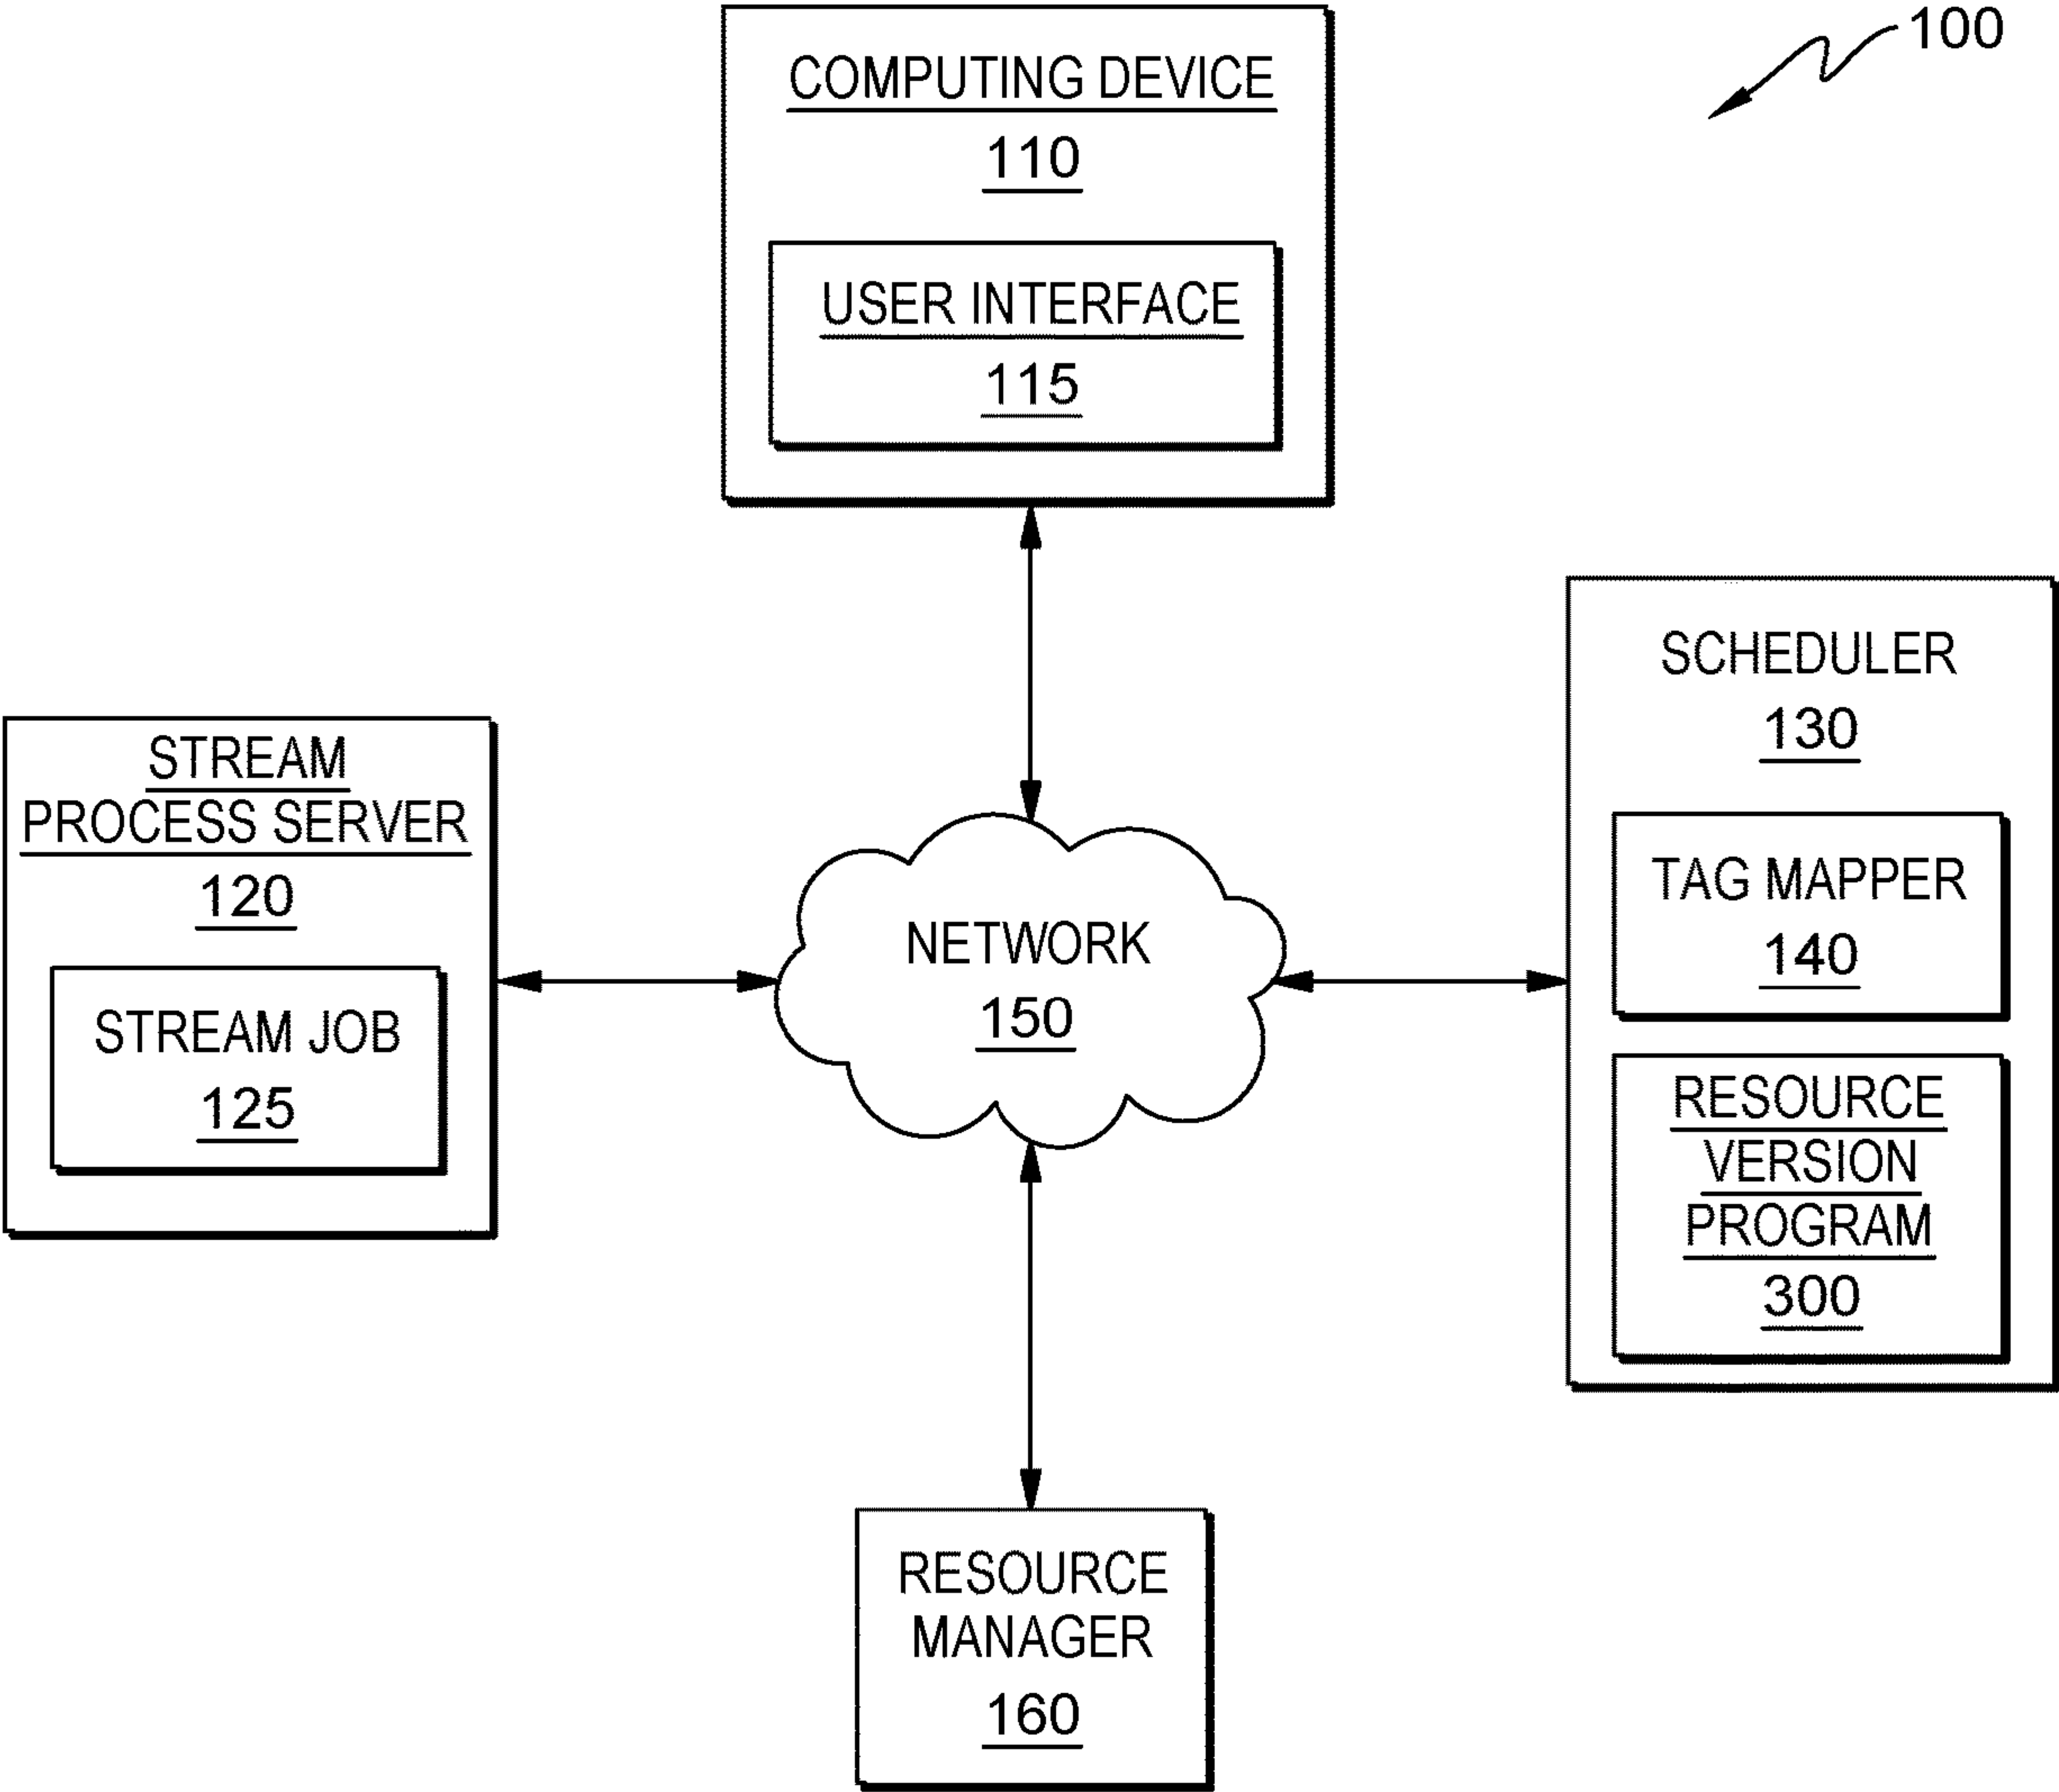 100
COMPUTING DEVICE
110
USER INTERFACE
115
STREAM
PROCESS SERVER
120
STREAM JOB
125
NETWORK
150
SCHEDULER
130
TAG MAPPER
140
RESOURCE
VERSION
PROGRAM
300
RESOURCE
MANAGER
160